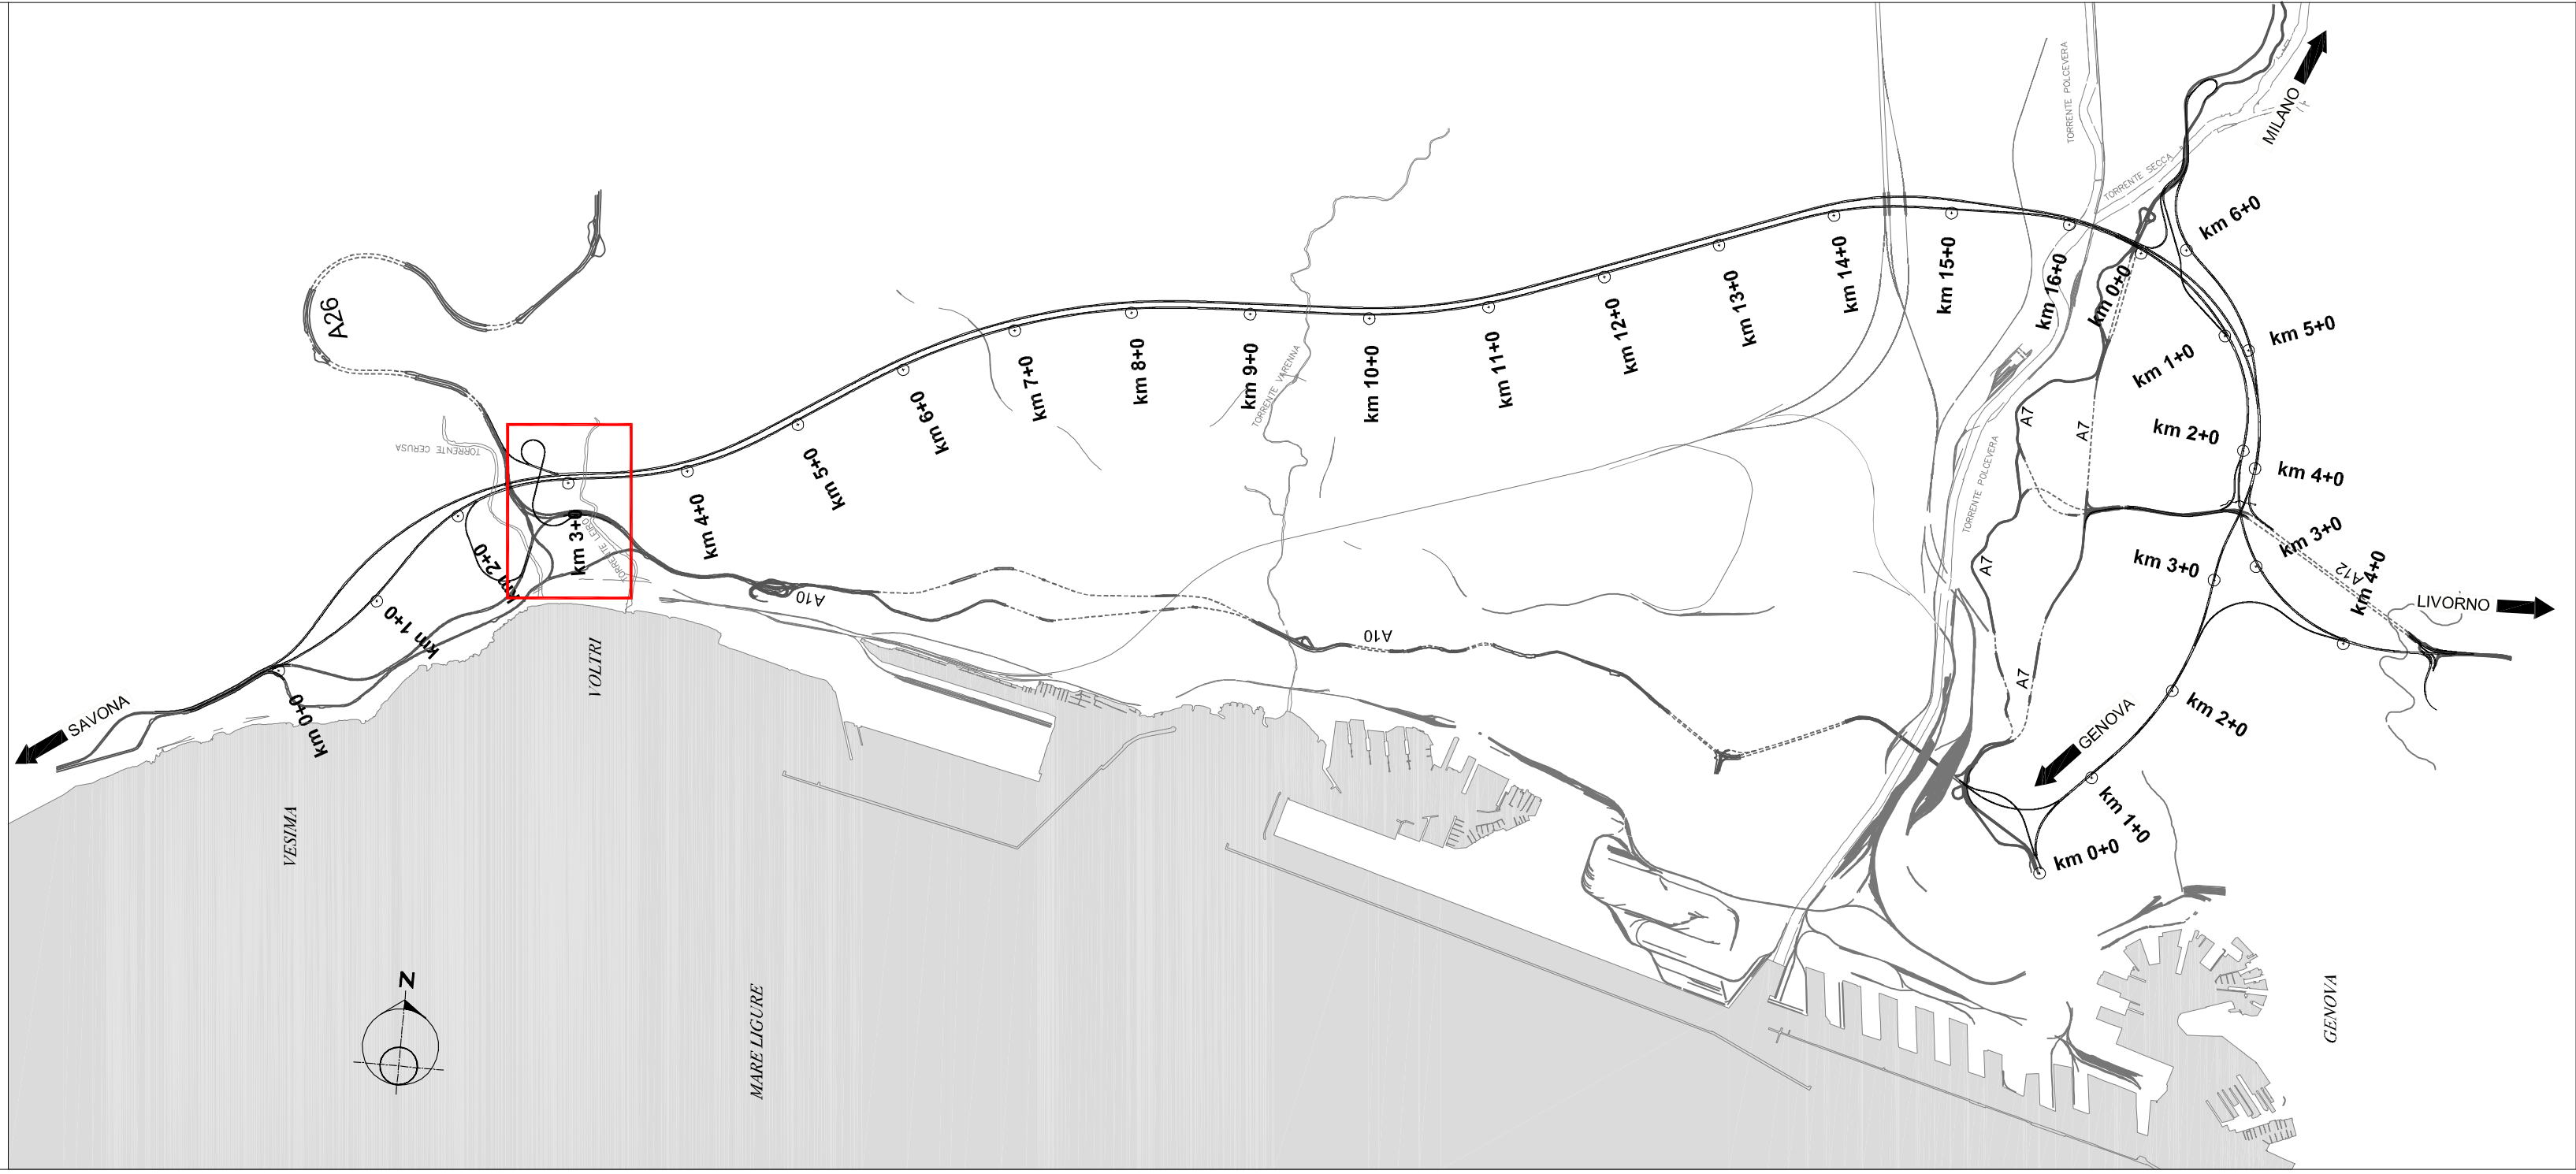 MILANO
TORRENTE POLCEVERA
TORRENTE SECCA
km 6+0
A26
km 14+0
km 15+0
km 16+0
km 0+0
km 5+0
km 13+0
km 12+0
km 11+0
km 10+0
km 9+0
km 8+0
km 7+0
km 6+0
km 5+0
km 4+0
km 1+0
TORRENTE VARENNA
A7
A7
km 2+0
km 4+0
TORRENTE CERUSA
TORRENTE POLCEVERA
km 3+0
km 3+0
A12
km 4+0
LIVORNO
km 2+0
km 3+
TORRENTE LEIRO
A7
A10
A10
km 1+0
VOLTRI
A7
SAVONA
km 0+0
km 2+0
GENOVA
km 1+0
km 0+0
VESIMA
N
MARE LIGURE
GENOVA